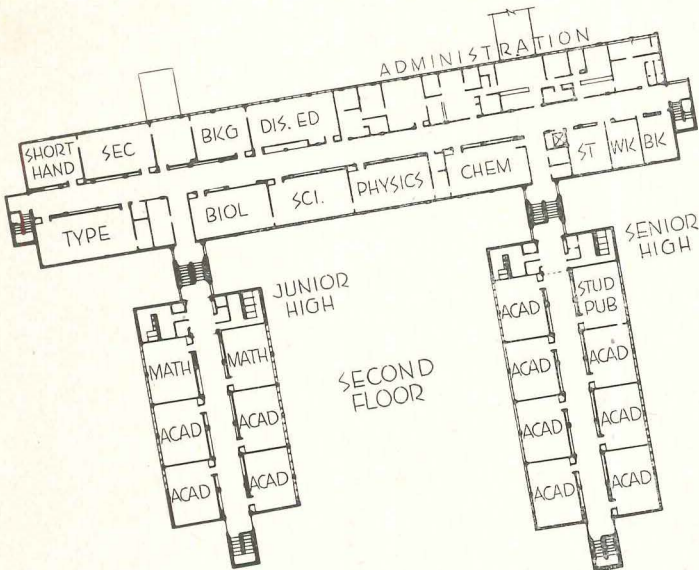 ADMINISTRATION
SHORT
HAND
SEC
BKG
DIS. ED
TYPE
BIOL
SCI.
PHYSICS
CHEM
ST
WK
BK
JUNIOR
HIGH
SENIOR
HIGH
MATH
MATH
ACAD
ACAD
ACAD
ACAD
SECOND
FLOOR
ACAD
STUD
PUB
ACAD
ACAD
ACAD
ACAD
ACAD
ACAD